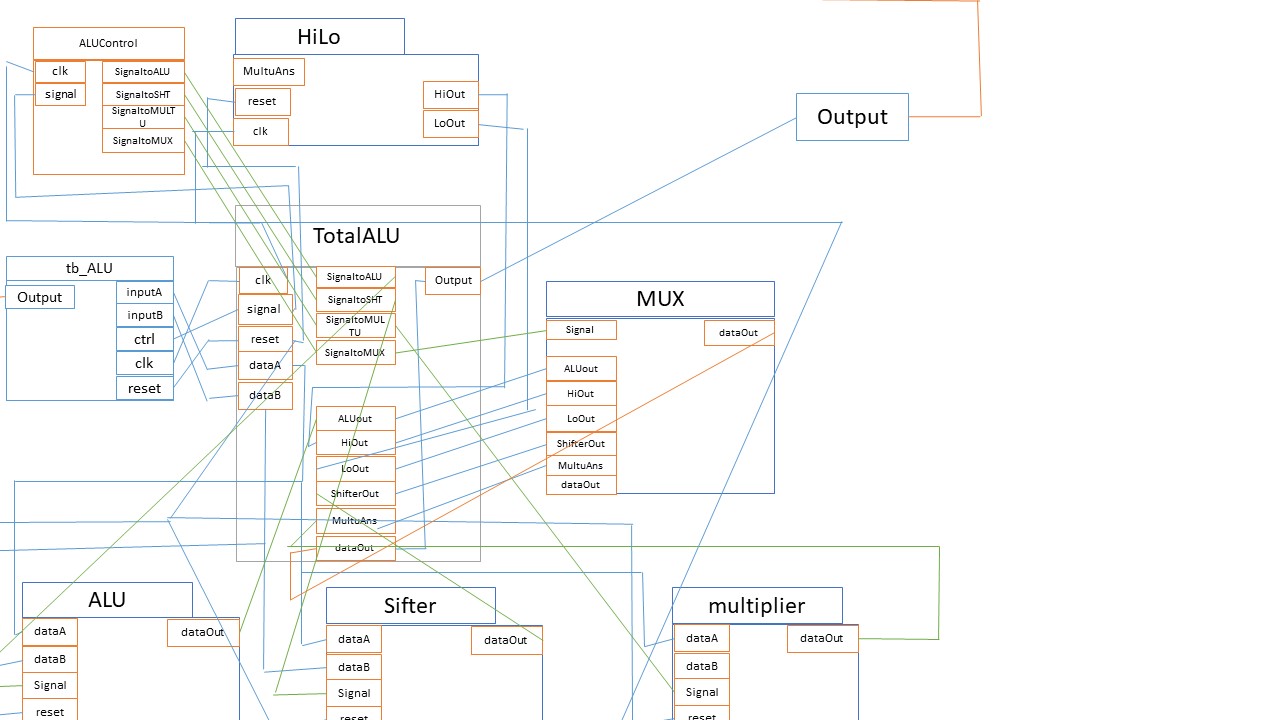 ALUControl
clk
signal
SignaltoALU
SignaltoSHT
SignaltoMULT
U
SignaltoMUX
HiLo
MultuAns
reset
clk
HiOut
LoOut
Output
tb_ALU
Output
inputA
inputB
ctrl
clk
reset
TotalALU
clk
signal
reset
dataA
dataB
SignaltoALU
SignaltoSHT
SignaltoMUL
TU
SignaltoMUX
Output
ALUout
HiOut
LoOut
ShifterOut
MultuAns
dataOut
MUX
Signal
dataOut
ALUout
HiOut
LoOut
ShifterOut
MultuAns
dataOut
ALU
dataA
dataB
Signal
reset
dataOut
Sifter
dataA
dataB
Signal
reset
dataOut
multiplier
dataA
dataB
Signal
reset
dataOut